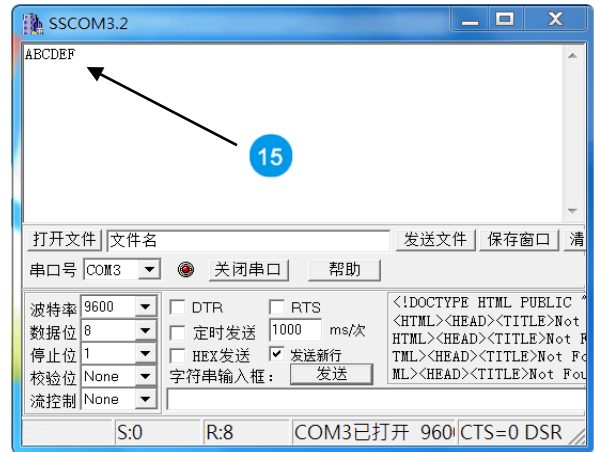 SSCOM3.2
ABCDEF
15
打开文件 文件名 发送文件 保存窗口 清
串口号 COM3 关闭串口 帮助
波特率 9600 DTR RTS
数据位 8 定时发送 1000 ms/次
停止位 1 HEX发送 发送新行
校验位 None 字符串输入框: 发送
流控制 None
<!DOCTYPE HTML PUBLIC "
<HTML><HEAD><TITLE>Not
HTML><HEAD><TITLE>Not F
TML><HEAD><TITLE>Not Fo
ML><HEAD><TITLE>Not Fou
S:0 R:8 COM3已打开 960 CTS=0 DSR